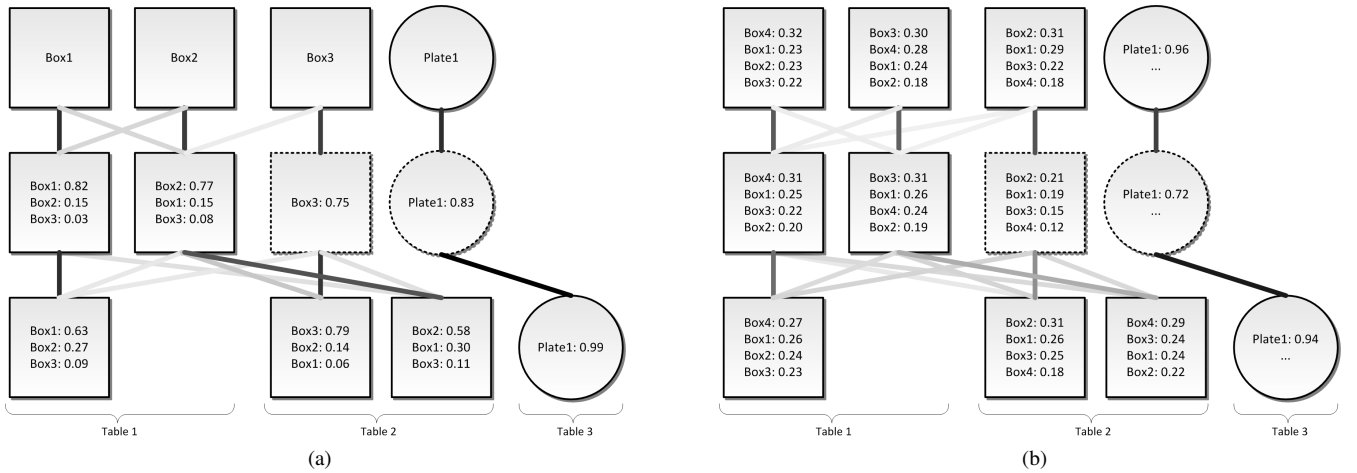 Box1
Box2
Box3
Plate1
Box1: 0.82
Box2: 0.15
Box3: 0.03
Box2: 0.77
Box1: 0.15
Box3: 0.08
Box3: 0.75
Plate1: 0.83
Box1: 0.63
Box2: 0.27
Box3: 0.09
Box3: 0.79
Box2: 0.14
Box1: 0.06
Box2: 0.58
Box1: 0.30
Box3: 0.11
Plate1: 0.99
Table 1
Table 2
Table 3
(a)
Box4: 0.32
Box1: 0.23
Box2: 0.23
Box3: 0.22
Box3: 0.30
Box4: 0.28
Box1: 0.24
Box2: 0.18
Box2: 0.31
Box1: 0.29
Box3: 0.22
Box4: 0.18
Plate1: 0.96
...
Box4: 0.31
Box1: 0.25
Box3: 0.22
Box2: 0.20
Box3: 0.31
Box1: 0.26
Box4: 0.24
Box2: 0.19
Box2: 0.21
Box1: 0.19
Box3: 0.15
Box4: 0.12
Plate1: 0.72
...
Box4: 0.27
Box1: 0.26
Box2: 0.24
Box3: 0.23
Box2: 0.31
Box1: 0.26
Box3: 0.25
Box4: 0.18
Box4: 0.29
Box3: 0.24
Box1: 0.24
Box2: 0.22
Plate1: 0.94
...
Table 1
Table 2
Table 3
(b)